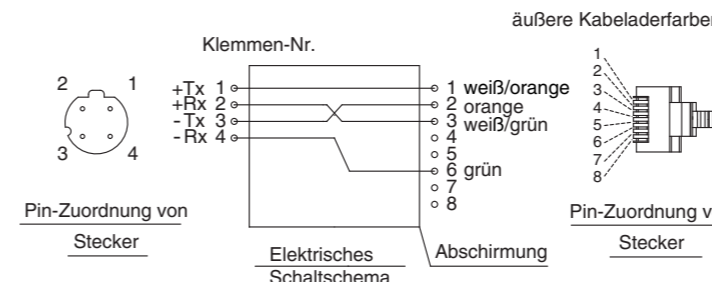 äußere Kabeladerfarben
Klemmen-Nr.
2 1
3 4
Pin-Zuordnung von
Stecker
+Tx 1
+Rx 2
-Tx 3
-Rx 4
1 weiß/orange
2 orange
3 weiß/grün
4
5
6 grün
7
8
Elektrisches
Schaltschema
Abschirmung
1
2
3
4
5
6
7
8
Pin-Zuordnung v
Stecker